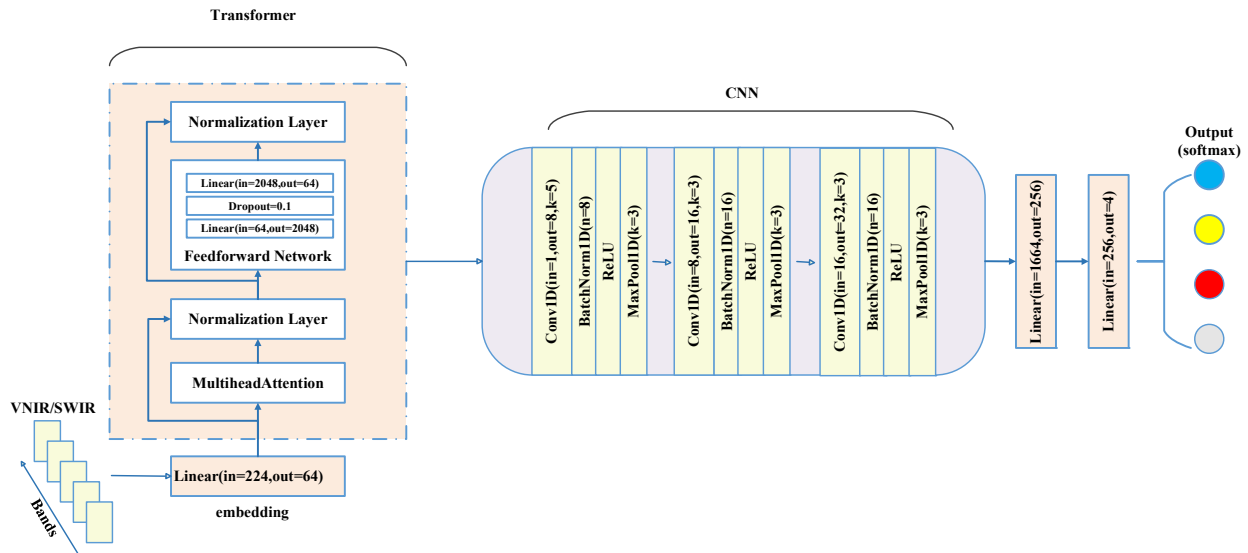 Transformer
Normalization Layer
Linear(in=2048,out=64)
Dropout=0.1
Linear(in=64,out=2048)
Feedforward Network
Normalization Layer
MultiheadAttention
VNIR/SWIR
Bands
Linear(in=224,out=64)
embedding
CNN
Conv1D(in=1,out=8,k=5)
BatchNorm1D(n=8)
ReLU
MaxPool1D(k=3)
Conv1D(in=8,out=16,k=3)
BatchNorm1D(n=16)
ReLU
MaxPool1D(k=3)
Conv1D(in=16,out=32,k=3)
BatchNorm1D(n=16)
ReLU
MaxPool1D(k=3)
Linear(in=1664,out=256)
Linear(in=256,out=4)
Output
(softmax)